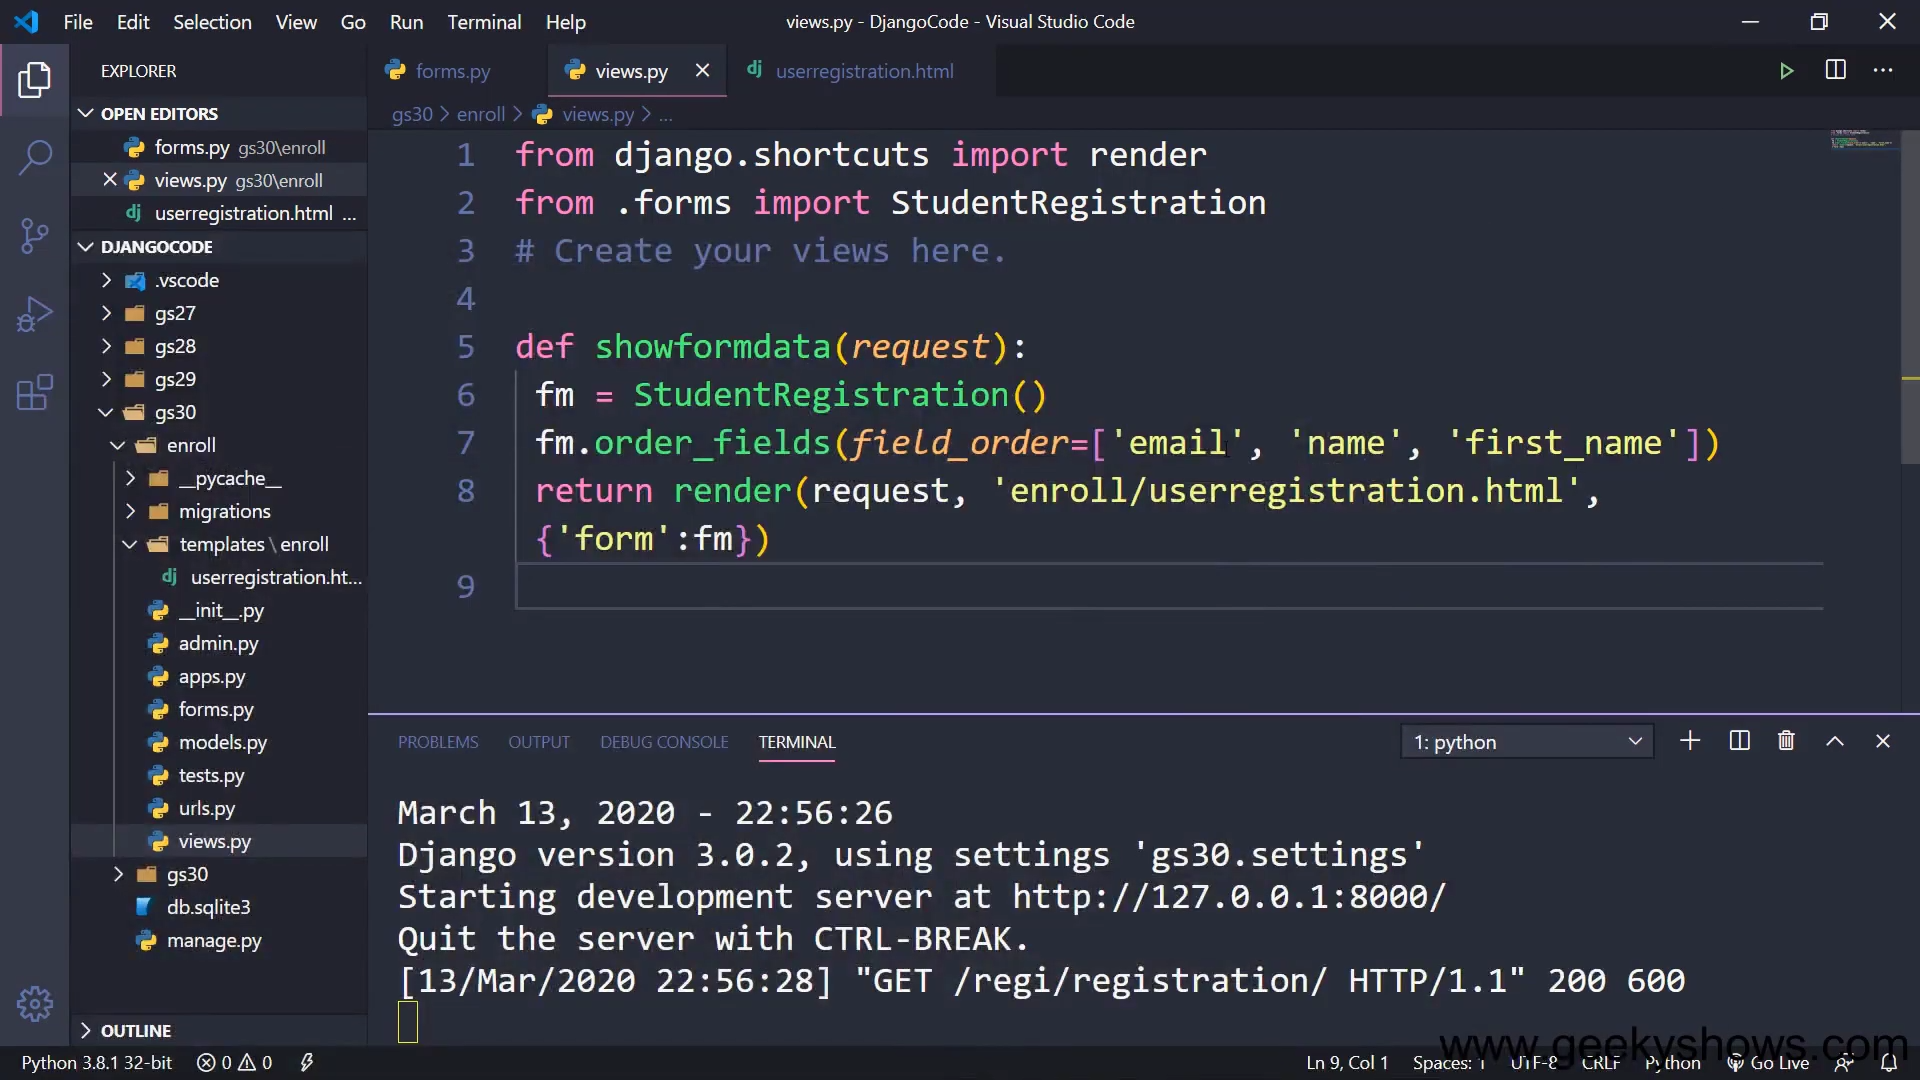 File Edit Selection View Go Run Terminal Help
views.py - DjangoCode - Visual Studio Code
EXPLORER
OPEN EDITORS
forms.py gs30\enroll
views.py gs30\enroll
userregistration.html ...
DJANGOCODE
.vscode
gs27
gs28
gs29
gs30
enroll
__pycache__
migrations
templates\enroll
userregistration.ht...
__init__.py
admin.py
apps.py
forms.py
models.py
tests.py
urls.py
views.py
gs30
db.sqlite3
manage.py
OUTLINE
forms.py views.py userregistration.html
gs30 > enroll > views.py > ...
1 from django.shortcuts import render
2 from .forms import StudentRegistration
3 # Create your views here.
4
5 def showformdata(request):
6 fm = StudentRegistration()
7 fm.order_fields(field_order=['email', 'name', 'first_name'])
8 return render(request, 'enroll/userregistration.html',
{'form':fm})
9
PROBLEMS OUTPUT DEBUG CONSOLE TERMINAL
1: python
March 13, 2020 - 22:56:26
Django version 3.0.2, using settings 'gs30.settings'
Starting development server at http://127.0.0.1:8000/
Quit the server with CTRL-BREAK.
[13/Mar/2020 22:56:28] "GET /regi/registration/ HTTP/1.1" 200 600
www.geekyshows.com
Python 3.8.1 32-bit 0 0
Ln 9, Col 1 Spaces: 1 UTF-8 CRLF Python Go Live